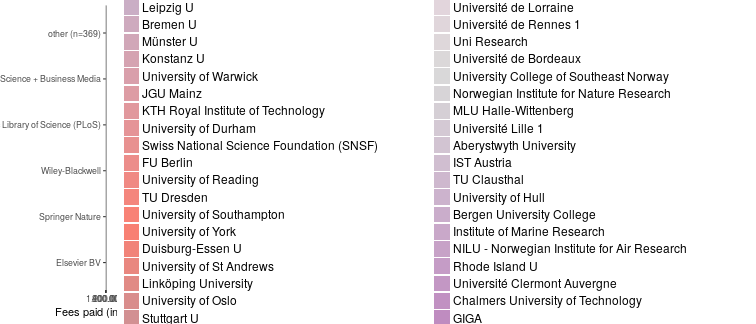 other (n=369)
Science + Business Media
Library of Science (PLoS)
Wiley-Blackwell
Springer Nature
Elsevier BV
Fees paid (in
Leipzig U
Bremen U
Münster U
Konstanz U
University of Warwick
JGU Mainz
KTH Royal Institute of Technology
University of Durham
Swiss National Science Foundation (SNSF)
FU Berlin
University of Reading
TU Dresden
University of Southampton
University of York
Duisburg-Essen U
University of St Andrews
Linköping University
University of Oslo
Stuttgart U
Université de Lorraine
Université de Rennes 1
Uni Research
Université de Bordeaux
University College of Southeast Norway
Norwegian Institute for Nature Research
MLU Halle-Wittenberg
Université Lille 1
Aberystwyth University
IST Austria
TU Clausthal
University of Hull
Bergen University College
Institute of Marine Research
NILU - Norwegian Institute for Air Research
Rhode Island U
Université Clermont Auvergne
Chalmers University of Technology
GIGA